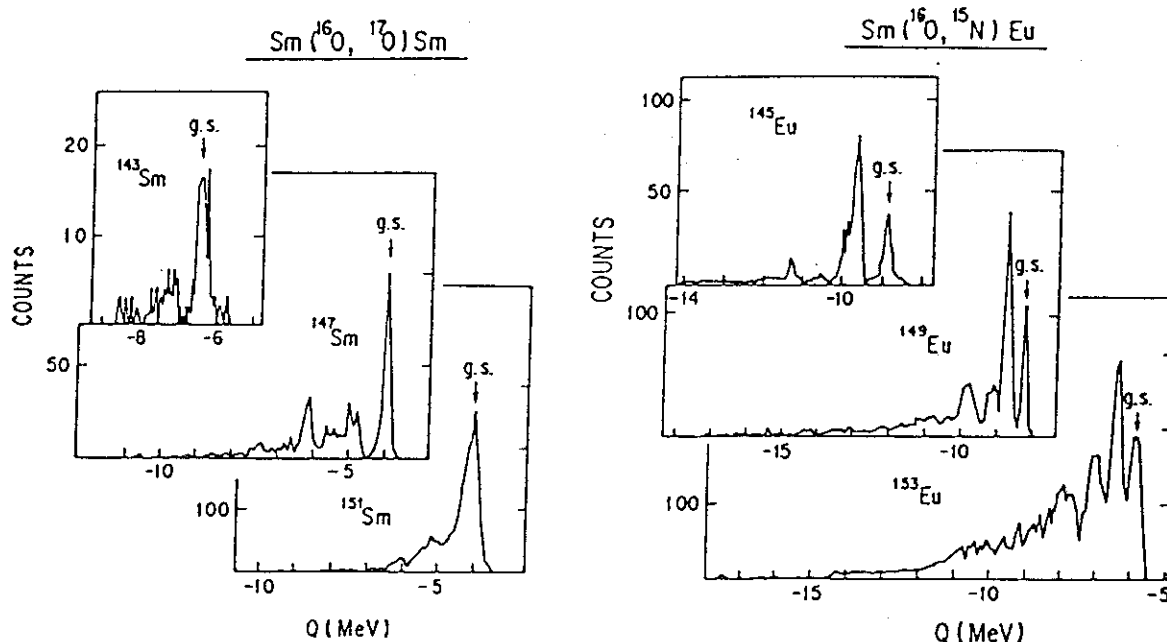 Sm(¹⁶O, ¹⁷O)Sm
Sm(¹⁶O, ¹⁵N)Eu
COUNTS
20
10
g.s.
¹⁴³Sm
-8 -6
50
g.s.
¹⁴⁷Sm
-10 -5
100
g.s.
¹⁵¹Sm
-10 -5
Q(MeV)
100
50
¹⁴⁵Eu
g.s.
-14 -10
100
g.s.
¹⁴⁹Eu
-15 -10
100
g.s.
¹⁵³Eu
-15 -10 -5
Q(MeV)